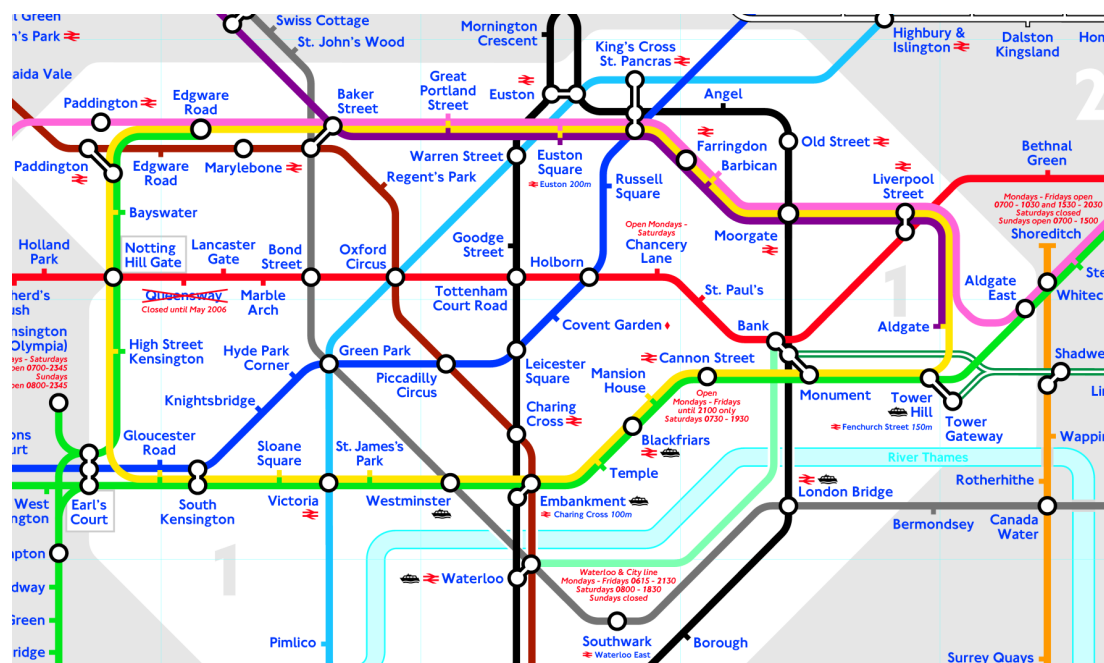 Swiss Cottage
St. John's Wood
Mornington
Crescent
King's Cross
St. Pancras
Highbury &
Islington
Dalston
Kingsland
Hom
l Green
n's Park
aida Vale
Paddington
Edgware
Road
Baker
Street
Great
Portland
Street
Euston
Angel
2
Old Street
Farringdon
Barbican
Bethnal
Green
Liverpool
Street
Paddington
Edgware
Road
Marylebone
Regent's Park
Warren Street
Euston
Square
Euston 200m
Russell
Square
Mondays - Fridays open
0700 - 1030 and 1530 - 2030
Saturdays closed
Sundays open 0700 - 1500
Shoreditch
Bayswater
Holland
Park
Notting
Hill Gate
Lancaster
Gate
Bond
Street
Oxford
Circus
Goodge
Street
Holborn
Open Mondays -
Saturdays
Chancery
Lane
Moorgate
1
Aldgate
East
Ste
Whitec
herd's
ush
Queensway
Closed until May 2006
Marble
Arch
Tottenham
Court Road
St. Paul's
Covent Garden
Bank
Aldgate
nsington
Olympia)
ys - Saturdays
pen 0700-2345
Sundays
pen 0800-2345
High Street
Kensington
Hyde Park
Corner
Green Park
Piccadilly
Circus
Leicester
Square
Cannon Street
Mansion
House
Open
Mondays - Fridays
until 2100 only
Saturdays 0730 - 1930
Monument
Tower
Hill
Fenchurch Street 150m
Tower
Gateway
Shadwe
Lin
Knightsbridge
Charing
Cross
Blackfriars
Temple
ons
urt
Gloucester
Road
Sloane
Square
St. James's
Park
River Thames
Wappin
Rotherhithe
West
ngton
Earl's
Court
South
Kensington
Victoria
Westminster
Embankment
Charing Cross 100m
London Bridge
Bermondsey
Canada
Water
mpton
1
dway
Green
ridge
Waterloo
Waterloo & City line
Mondays - Fridays 0615 - 2130
Saturdays 0800 - 1830
Sundays closed
Pimlico
Southwark
Waterloo East
Borough
Surrey Quays